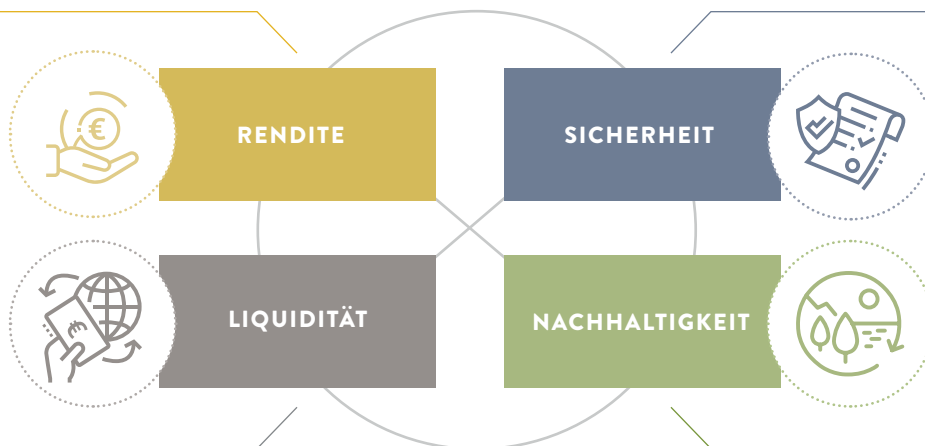 RENDITE
SICHERHEIT
LIQUIDITÄT
NACHHALTIGKEIT